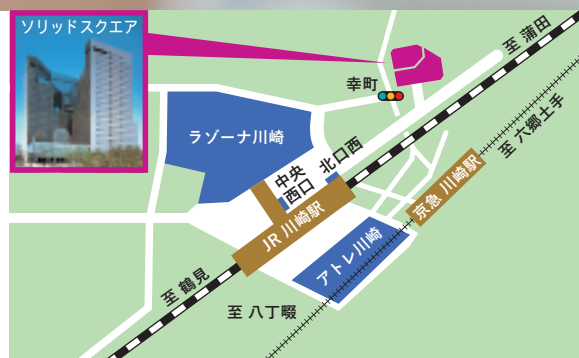 ソリッドスクエア
至 蒲田
幸町
至 六郷土手
ラゾーナ川崎
北口西
中央
西口
京急 川崎駅
JR 川崎駅
アトレ川崎
至 鶴見
至 八丁畷